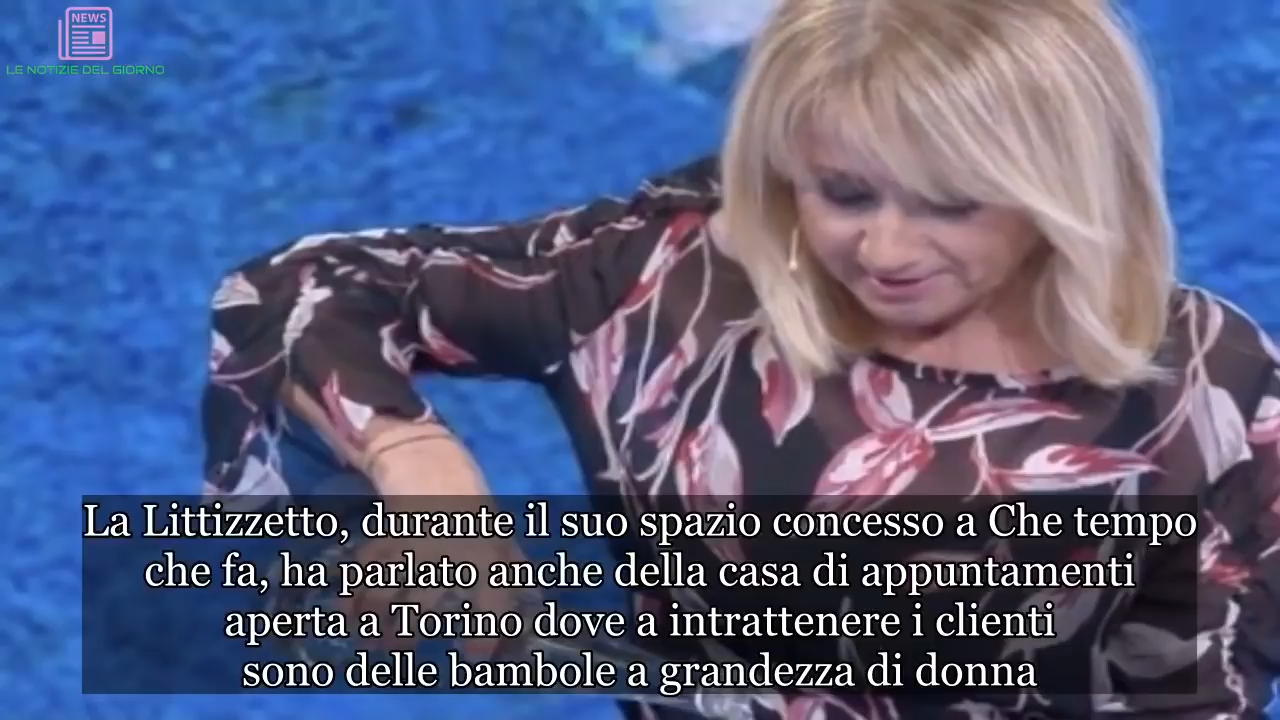 NEWS
LE NOTIZIE DEL GIORNO
La Littizzetto, durante il suo spazio concesso a Che tempo
che fa, ha parlato anche della casa di appuntamenti
aperta a Torino dove a intrattenere i clienti
sono delle bambole a grandezza di donna